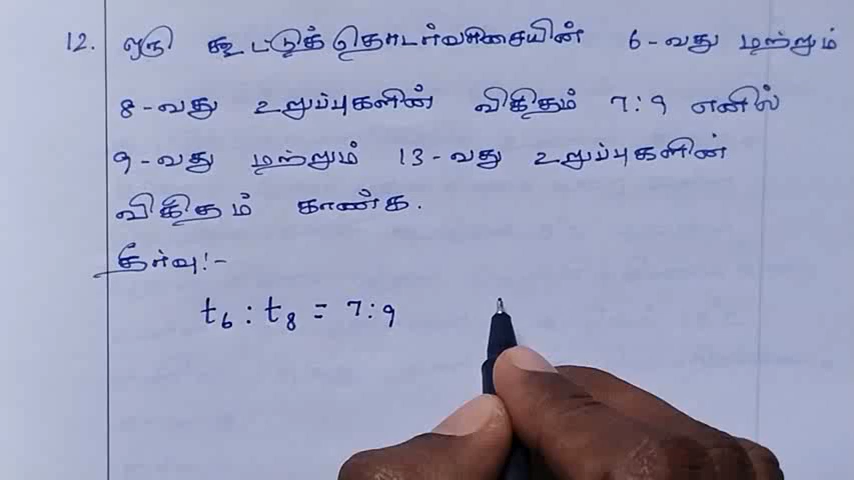 12. ஒரு கூட்டுத்தொடர்வரிசையின் 6-வது மற்றும்
8-வது உறுப்புகளின் விகிதம் 7:9 எனில்
9-வது மற்றும் 13-வது உறுப்புகளின்
விகிதம் காண்க.
தீர்வு:-
t₆ : t₈ = 7:9